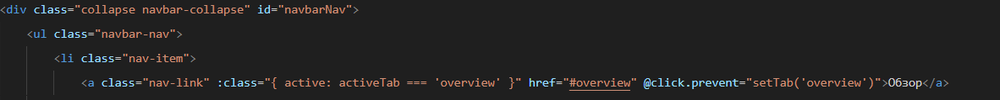 <div class="collapse navbar-collapse" id="navbarNav">
<ul class="navbar-nav">
<li class="nav-item">
<a class="nav-link" :class="{ active: activeTab === 'overview' }" href="#overview" @click.prevent="setTab('overview')">Обзор</a>